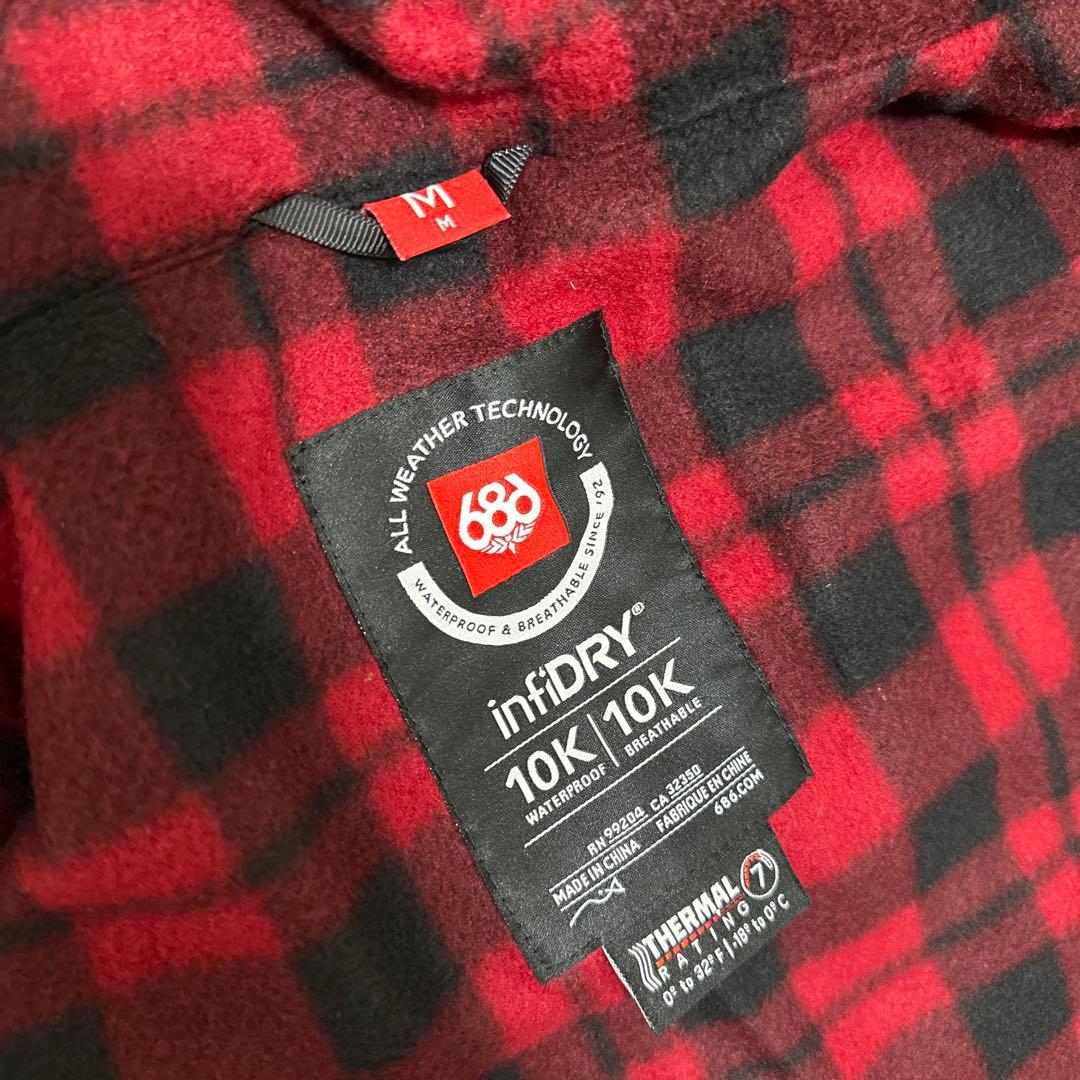 M
M
ALL WEATHER TECHNOLOGY
686
WATERPROOF & BREATHABLE SINCE '92
infiDRY®
10K | 10K
WATERPROOF BREATHABLE
RN 99204 CA 32350
MADE IN CHINA FABRIQUE EN CHINE
686.COM
THERMAL
RATING 7
0° to 32° F | -18° to 0° C